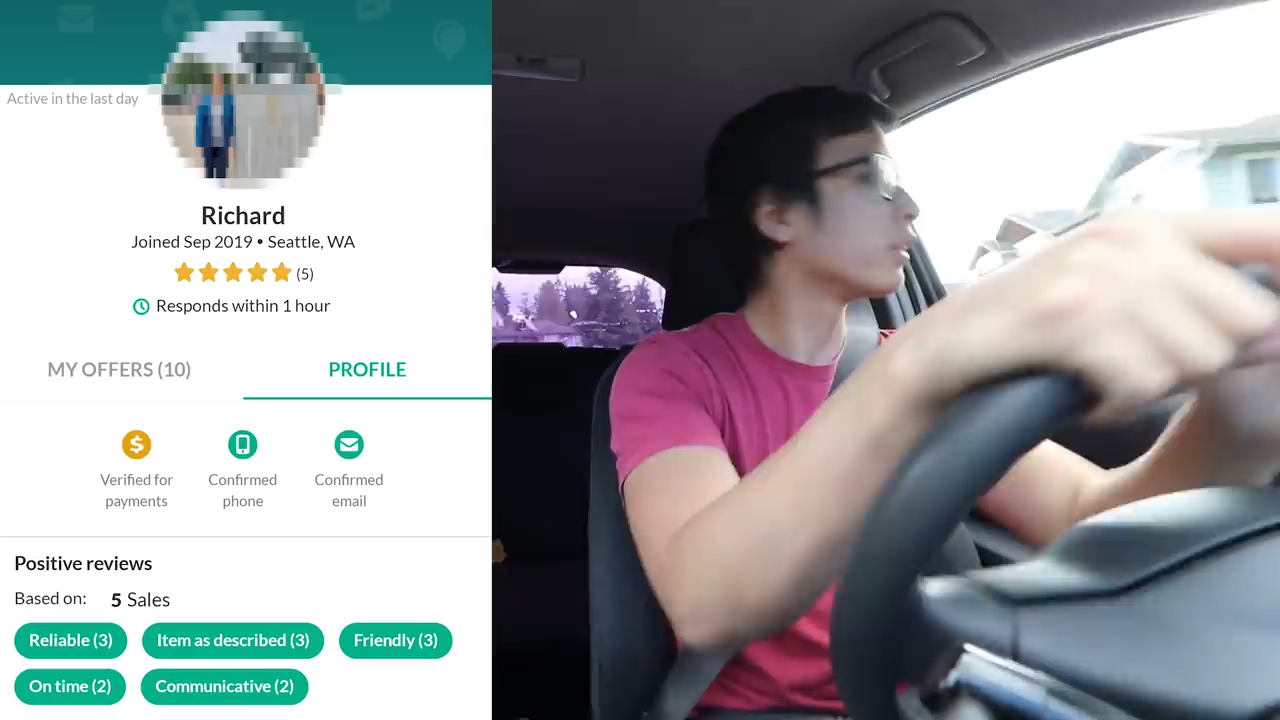 Active in the last day
Richard
Joined Sep 2019 • Seattle, WA
(5)
Responds within 1 hour
MY OFFERS (10)
PROFILE
$
Verified for
payments
Confirmed
phone
Confirmed
email
Positive reviews
Based on: 5 Sales
Reliable (3)
Item as described (3)
Friendly (3)
On time (2)
Communicative (2)